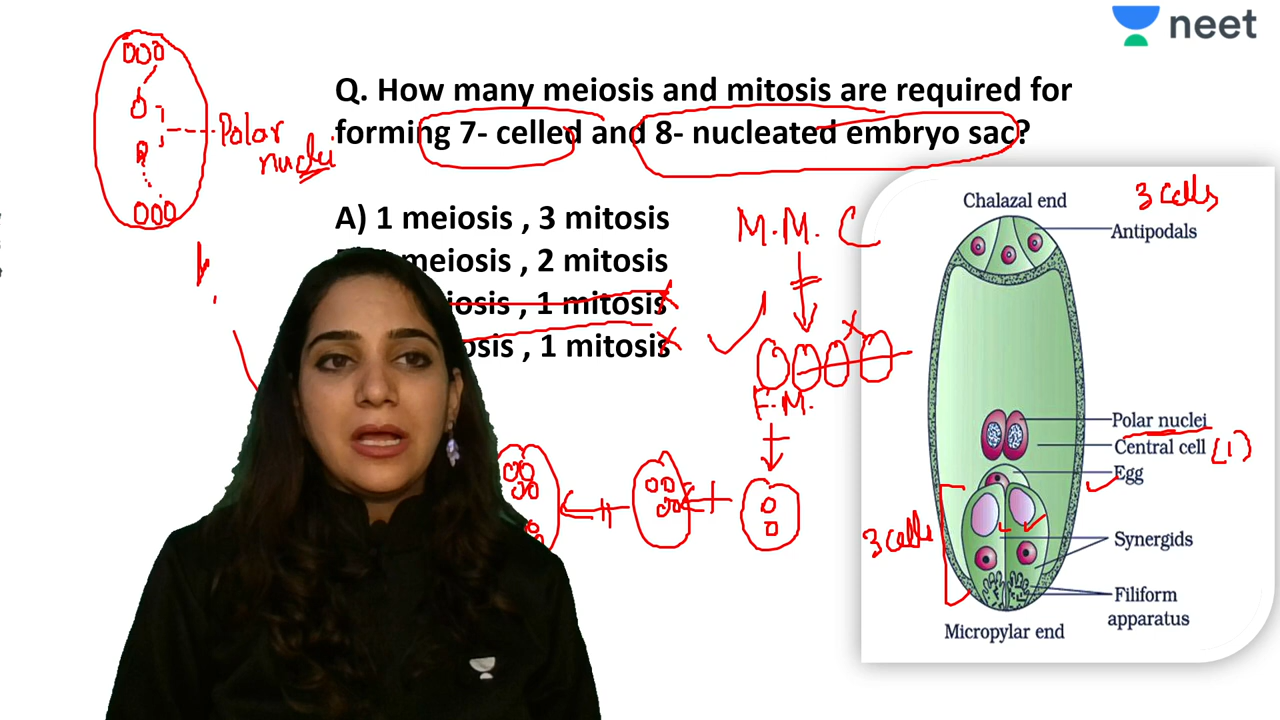 neet
Q. How many meiosis and mitosis are required for
forming 7- celled and 8- nucleated embryo sac?
Polar
nuclei
A) 1 meiosis , 3 mitosis
meiosis , 2 mitosis
, 1 mitosis
, 1 mitosis
M.M.C
F.M.
3 cells
Chalazal end
Antipodals
Polar nuclei
Central cell (1)
Egg
3 cells
Synergids
Filiform
apparatus
Micropylar end